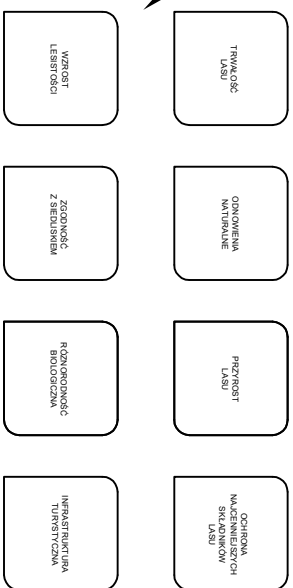 TRWAŁOŚĆ
LASU
ODNOWIENIA
NATURALNE
PRZYROST
LASU
OCHRONA
NAJCENNIEJSZYCH
SKŁADNIKÓW
LASU
WZROST
LESISTOŚCI
ZGODNOŚĆ
Z SIEDLISKIEM
RÓŻNORODNOŚĆ
BIOLOGICZNA
INFRASTRUKTURA
TURYSTYCZNA